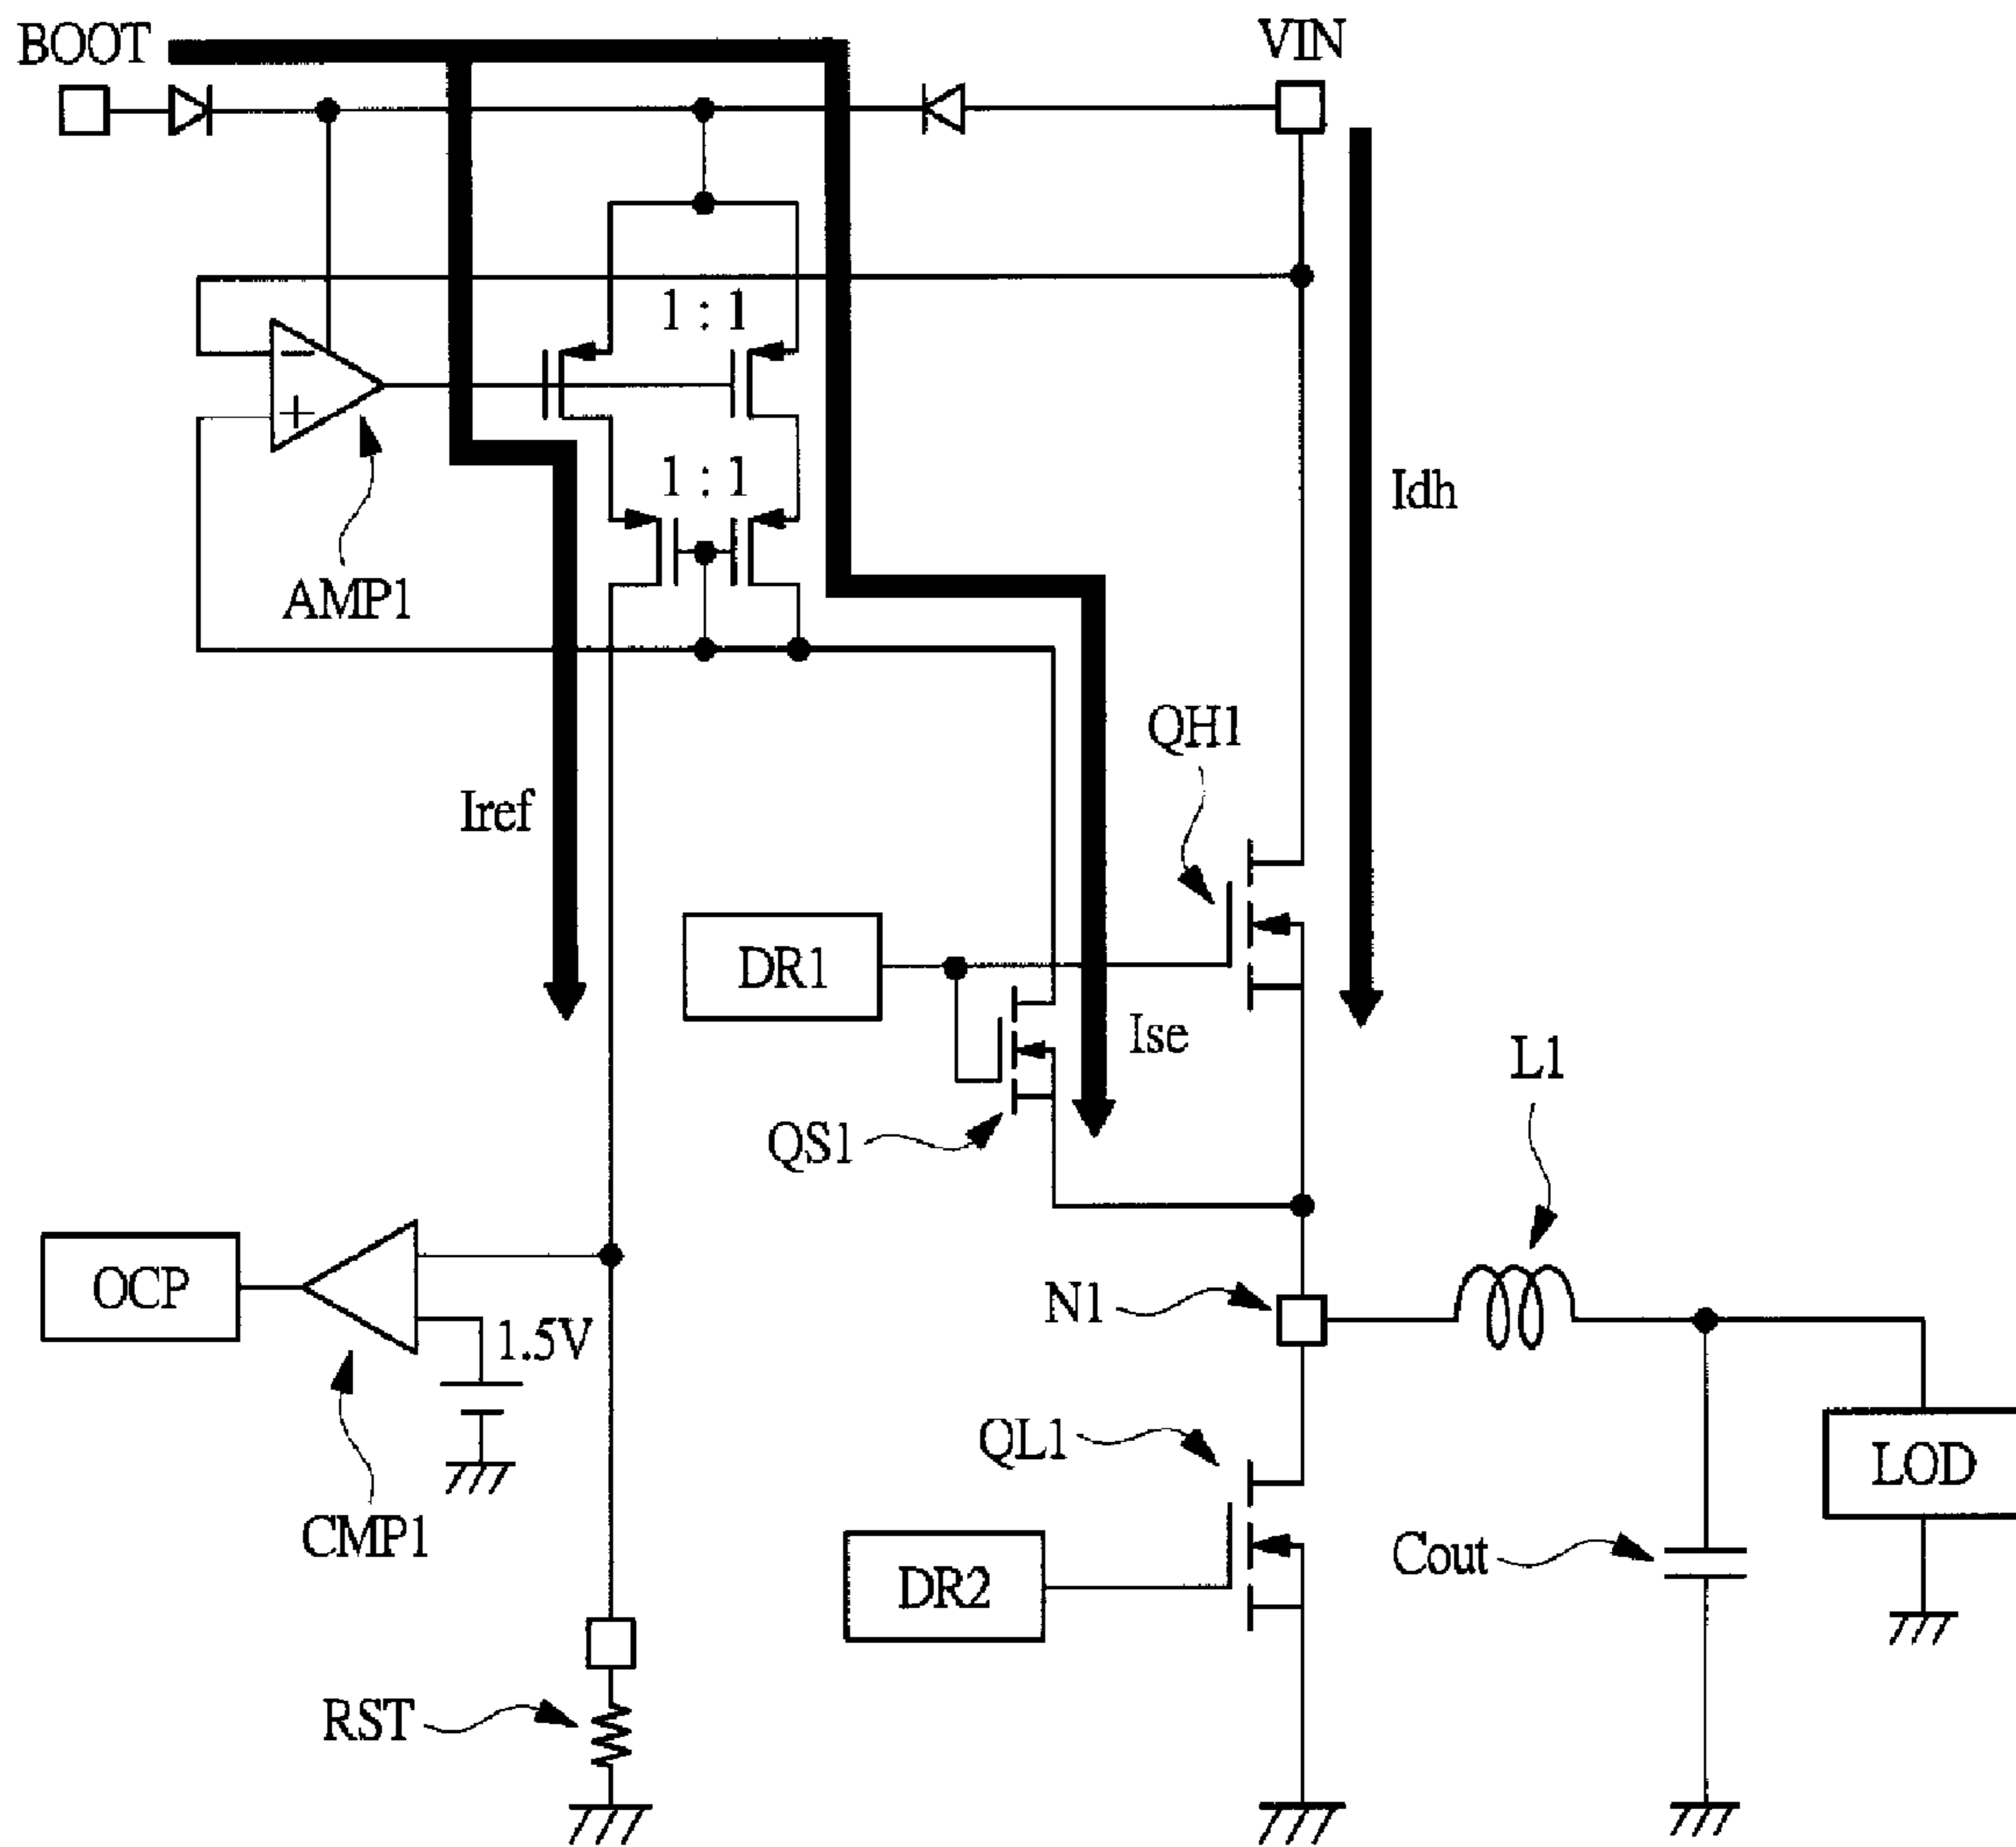 BOOT
VIN
1 : 1
1 : 1
Idh
AMP1
QH1
Iref
DR1
Ise
L1
QS1
OCP
1.5V
N1
QL1
LOD
CMP1
Cout
DR2
RST